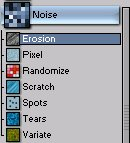 Noise
Erosion
Pixel
Randomize
Scratch
Spots
Tears
Variate